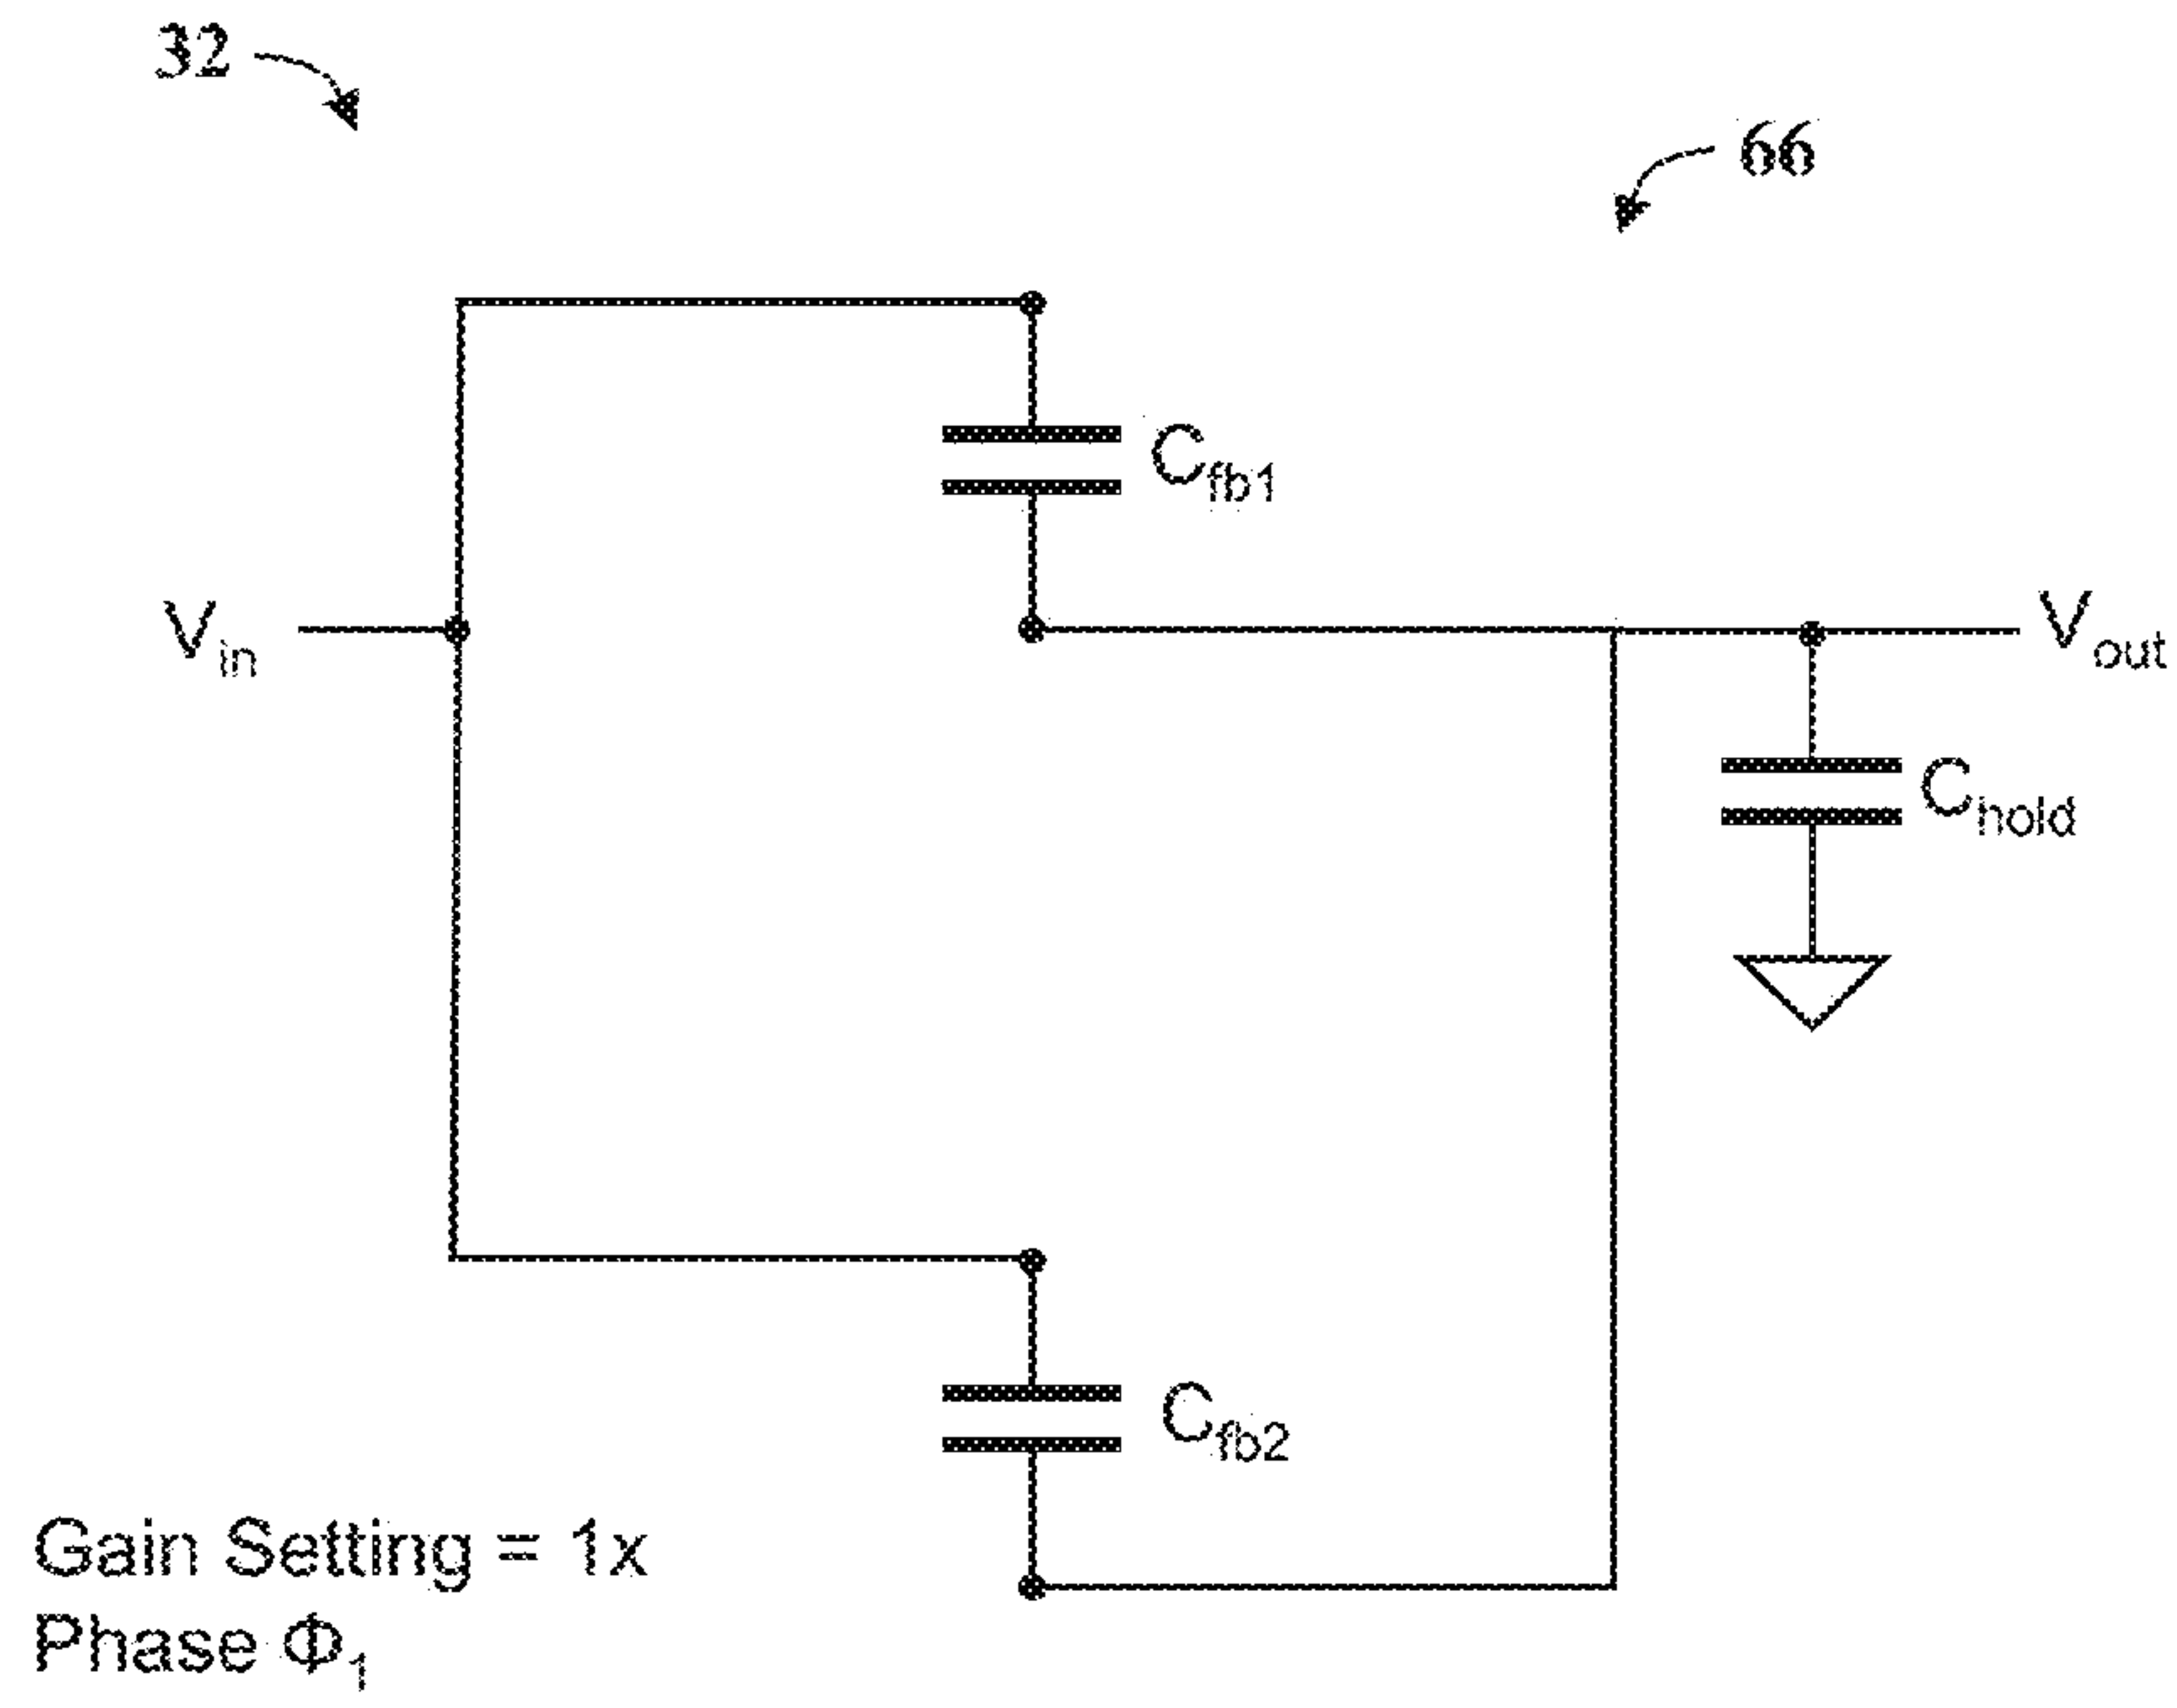 32
66
Cfb1
Vin
Vout
Chold
Cfb2
Gain Setting = 1x
Phase Φ1